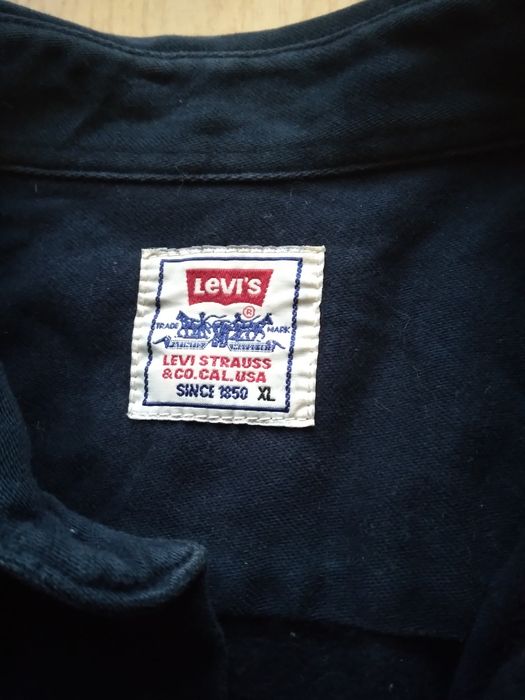 LEVI'S
®
TRADE MARK
LEVI STRAUSS
& CO. CAL. USA
SINCE 1850 XL